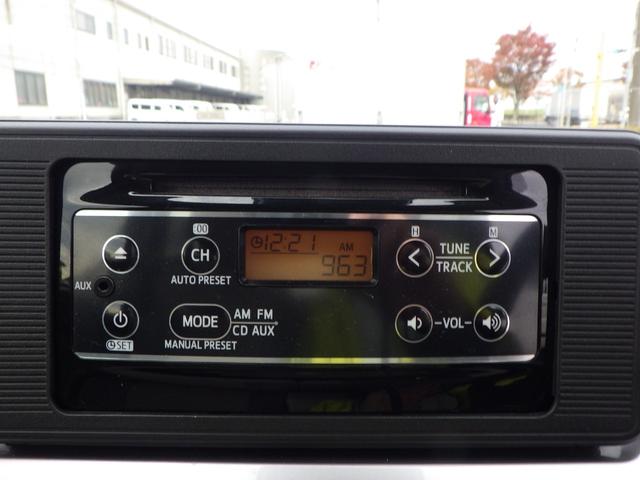 :00
CH
AUTO PRESET
12:21
AM
963
H
M
TUNE
TRACK
AUX
MODE
AM FM
CD AUX
MANUAL PRESET
SET
VOL